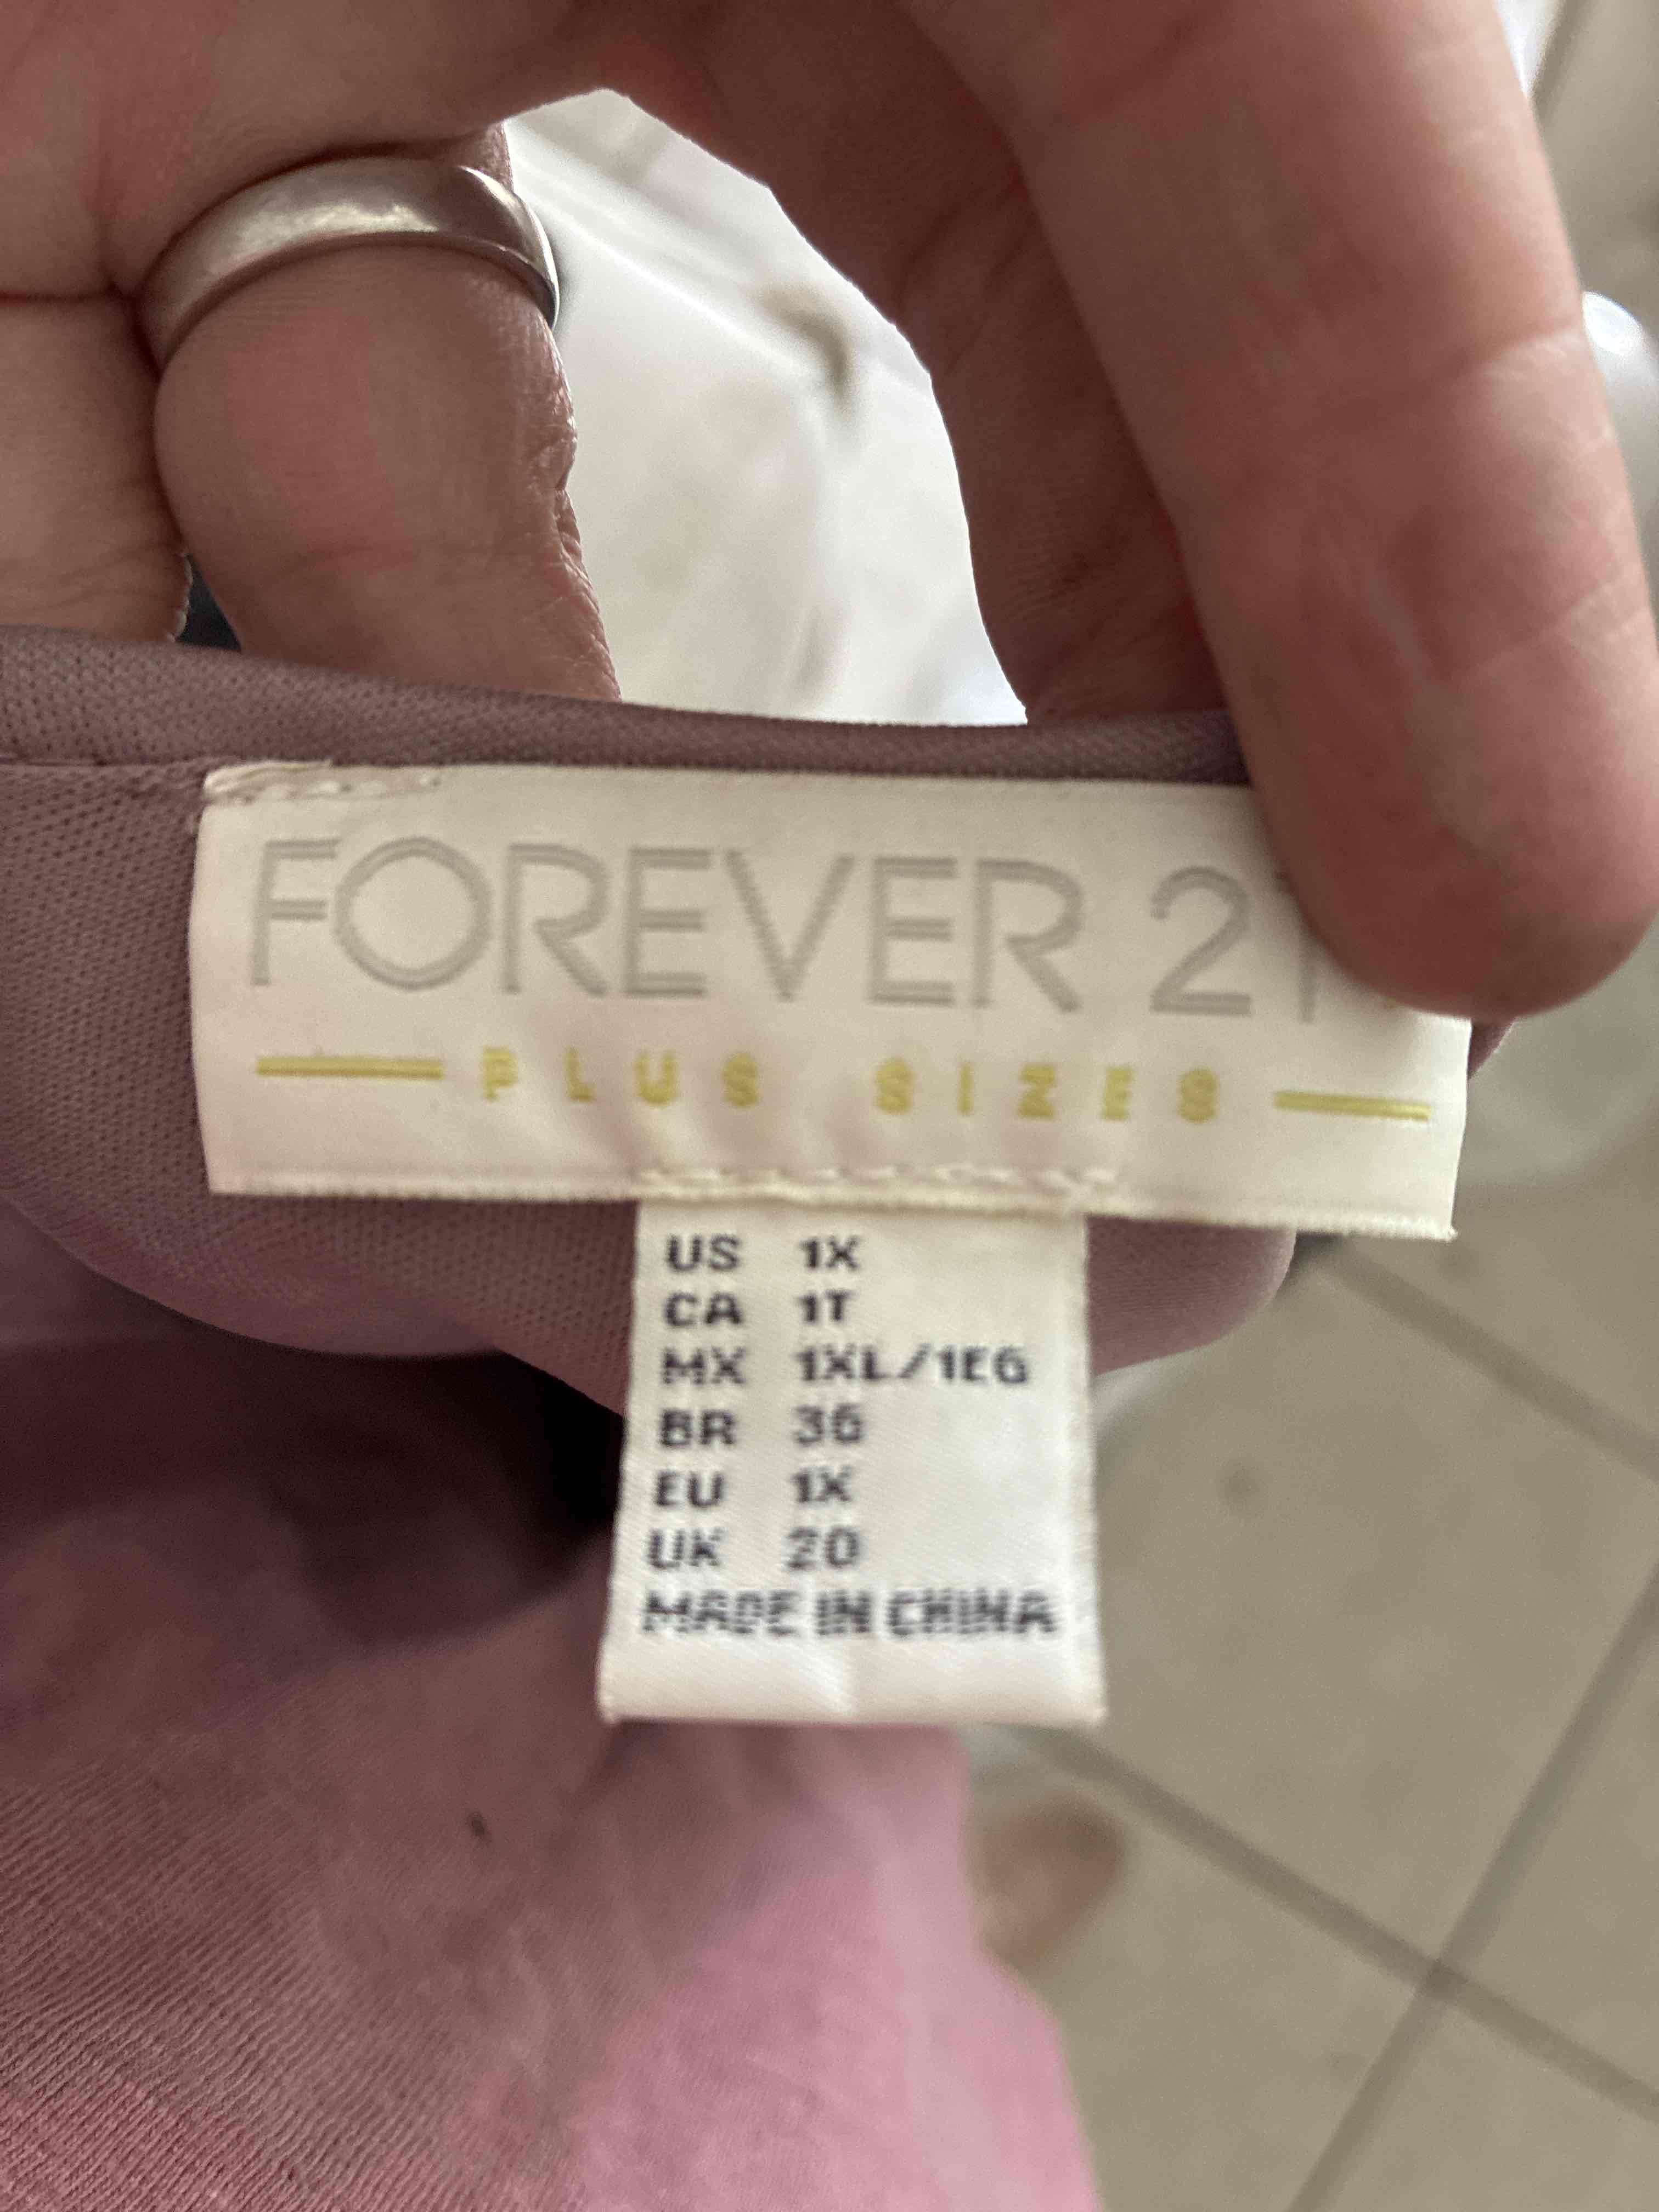 FOREVER 21
PLUS SIZES
US 1X
CA 1T
MX 1XL/1EG
BR 36
EU 1X
UK 20
MADE IN CHINA